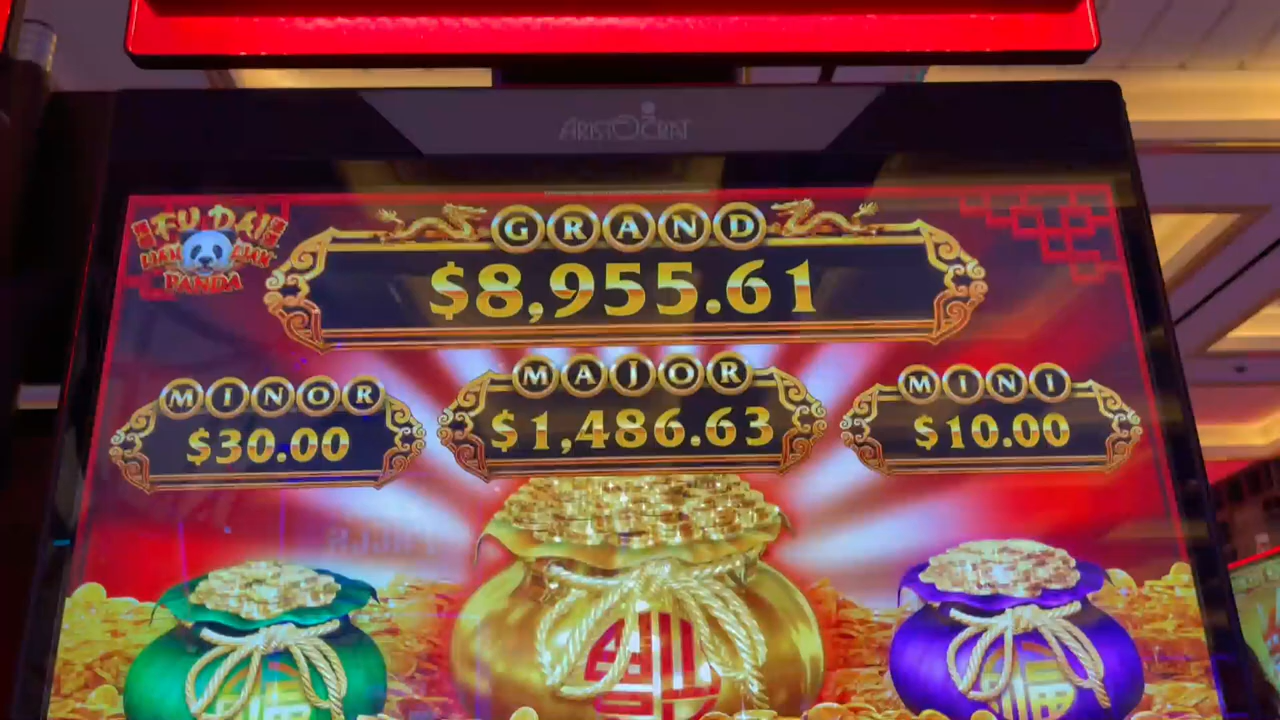 ARISTOCRAT
FU DAI
LIAN LIAN
PANDA
GRAND
$8,955.61
MINOR
$30.00
MAJOR
$1,486.63
MINI
$10.00
福